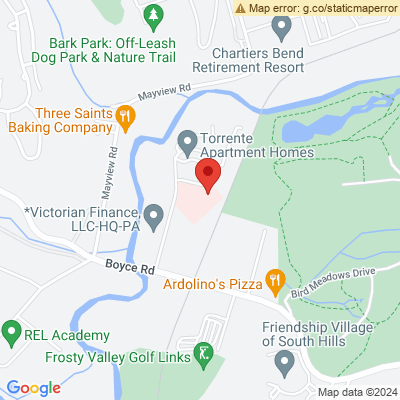 Map error: g.co/staticmaperror
Bark Park: Off-Leash
Dog Park & Nature Trail
Chartiers Bend
Retirement Resort
Mayview Rd
Three Saints
Baking Company
Torrente
Apartment Homes
Mayview Rd
*Victorian Finance,
LLC-HQ-PA
Boyce Rd
Ardolino's Pizza
Bird Meadows Drive
REL Academy
Friendship Village
of South Hills
Frosty Valley Golf Links
Google
Map data ©2024